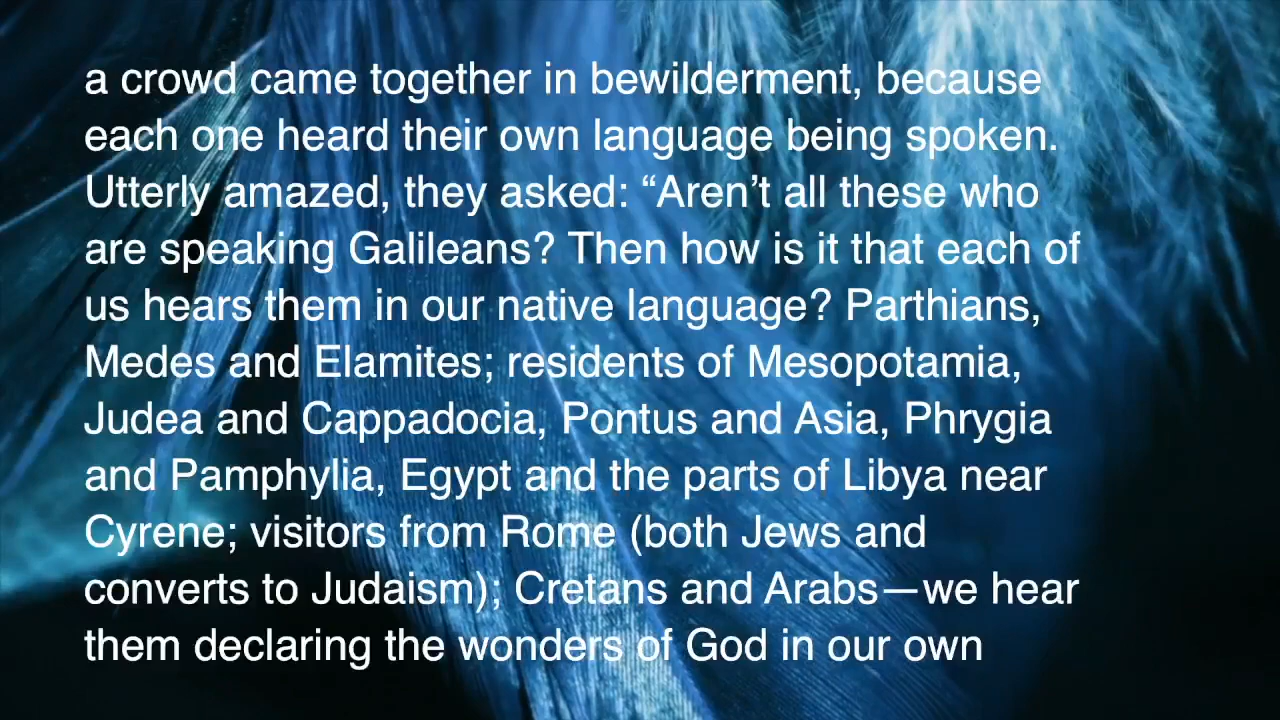 a crowd came together in bewilderment, because
each one heard their own language being spoken.
Utterly amazed, they asked: “Aren’t all these who
are speaking Galileans? Then how is it that each of
us hears them in our native language? Parthians,
Medes and Elamites; residents of Mesopotamia,
Judea and Cappadocia, Pontus and Asia, Phrygia
and Pamphylia, Egypt and the parts of Libya near
Cyrene; visitors from Rome (both Jews and
converts to Judaism); Cretans and Arabs—we hear
them declaring the wonders of God in our own